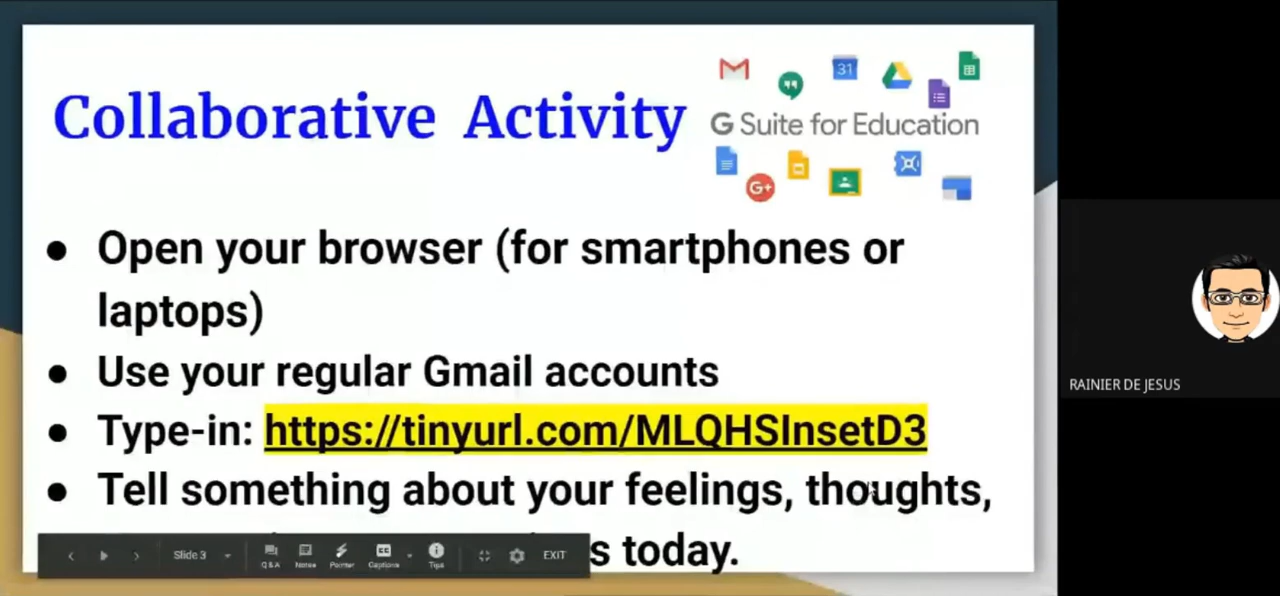 Collaborative Activity
31
G Suite for Education
G+
● Open your browser (for smartphones or
laptops)
● Use your regular Gmail accounts
● Type-in: https://tinyurl.com/MLQHSInsetD3
● Tell something about your feelings, thoughts,
s today.
Slide 3
Q&A
Notes
Pointer
CC
Captions
Tips
EXIT
RAINIER DE JESUS